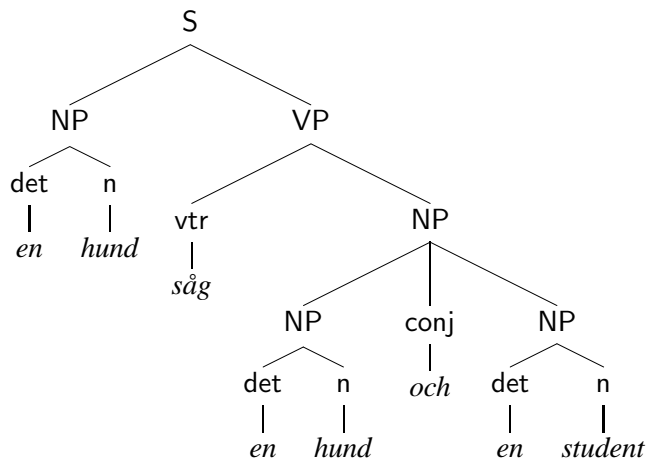 S
NP VP
det n vtr NP
en hund såg
NP conj NP
det n och det n
en hund en student